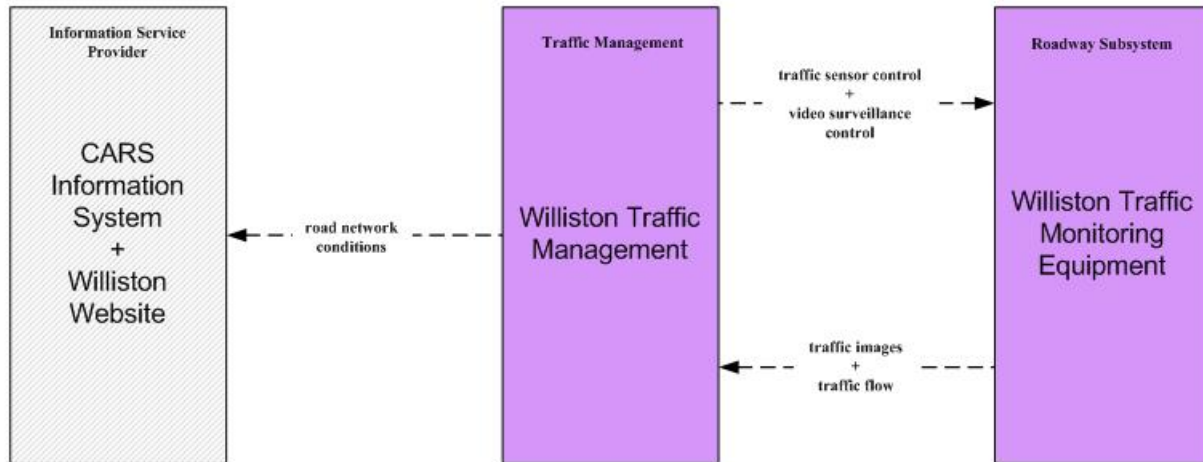 Information Service
Provider
CARS
Information
System
+
Williston
Website
road network
conditions
Traffic Management
Williston Traffic
Management
traffic sensor control
+
video surveillance
control
traffic images
+
traffic flow
Roadway Subsystem
Williston Traffic
Monitoring
Equipment